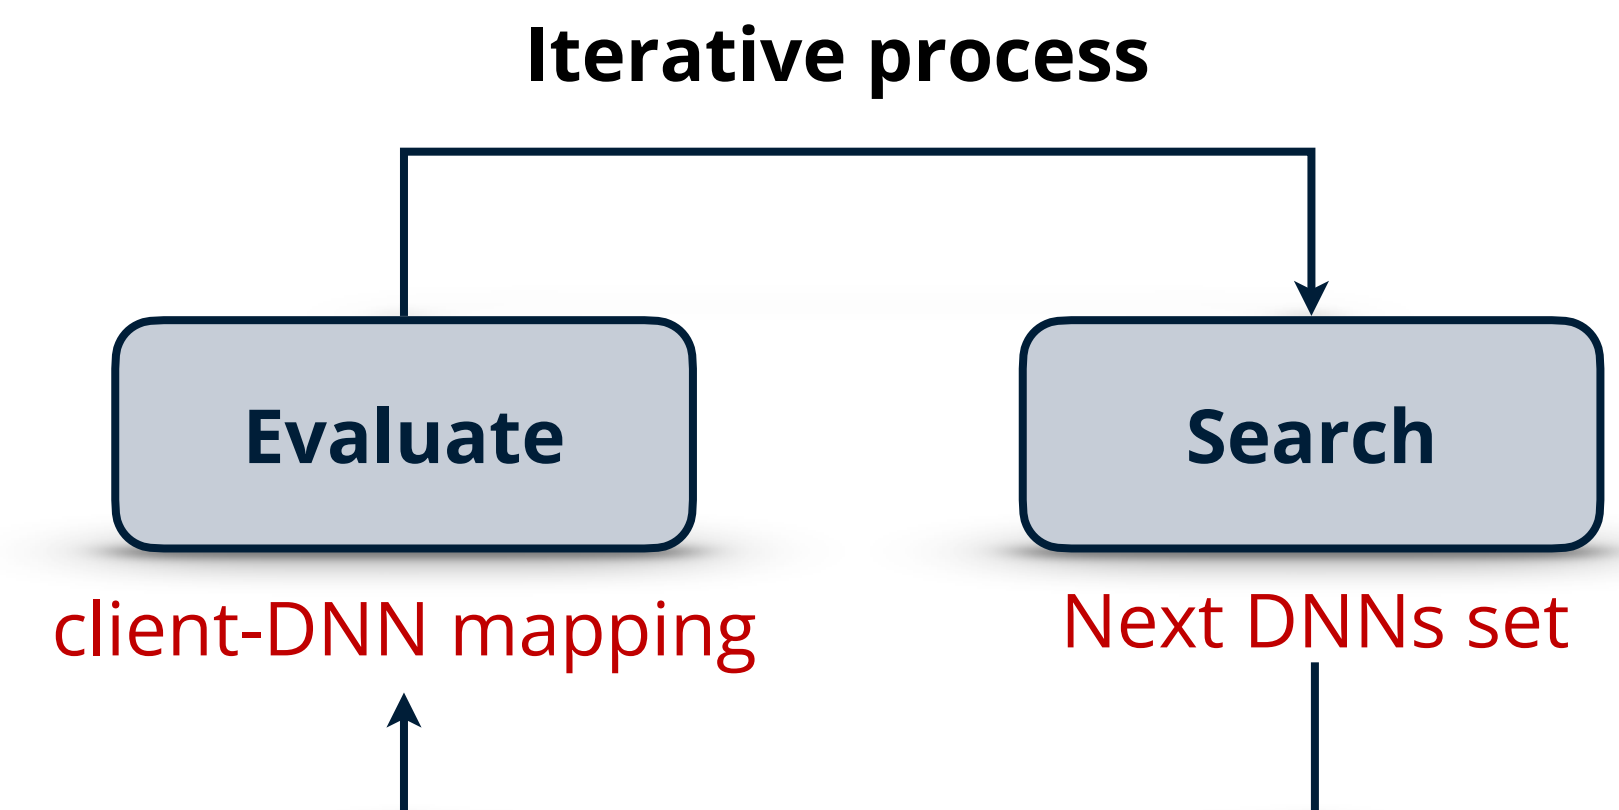 Iterative process
Evaluate
Search
client-DNN mapping
Next DNNs set